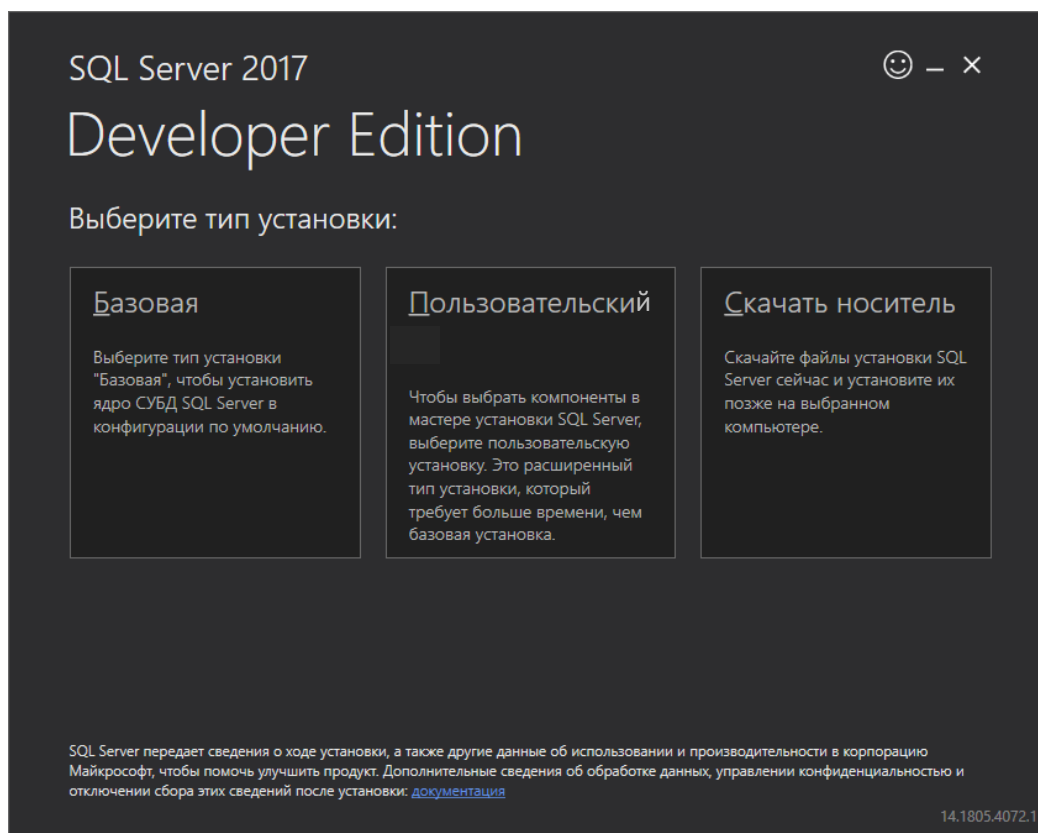 SQL Server 2017
Developer Edition
Выберите тип установки:
Базовая
Выберите тип установки
"Базовая", чтобы установить
ядро СУБД SQL Server в
конфигурации по умолчанию.
Пользовательский
Чтобы выбрать компоненты в
мастере установки SQL Server,
выберите пользовательскую
установку. Это расширенный
тип установки, который
требует больше времени, чем
базовая установка.
Скачать носитель
Скачайте файлы установки SQL
Server сейчас и установите их
позже на выбранном
компьютере.
SQL Server передает сведения о ходе установки, а также другие данные об использовании и производительности в корпорацию
Майкрософт, чтобы помочь улучшить продукт. Дополнительные сведения об обработке данных, управлении конфиденциальностью и
отключении сбора этих сведений после установки: документация
14.1805.4072.1